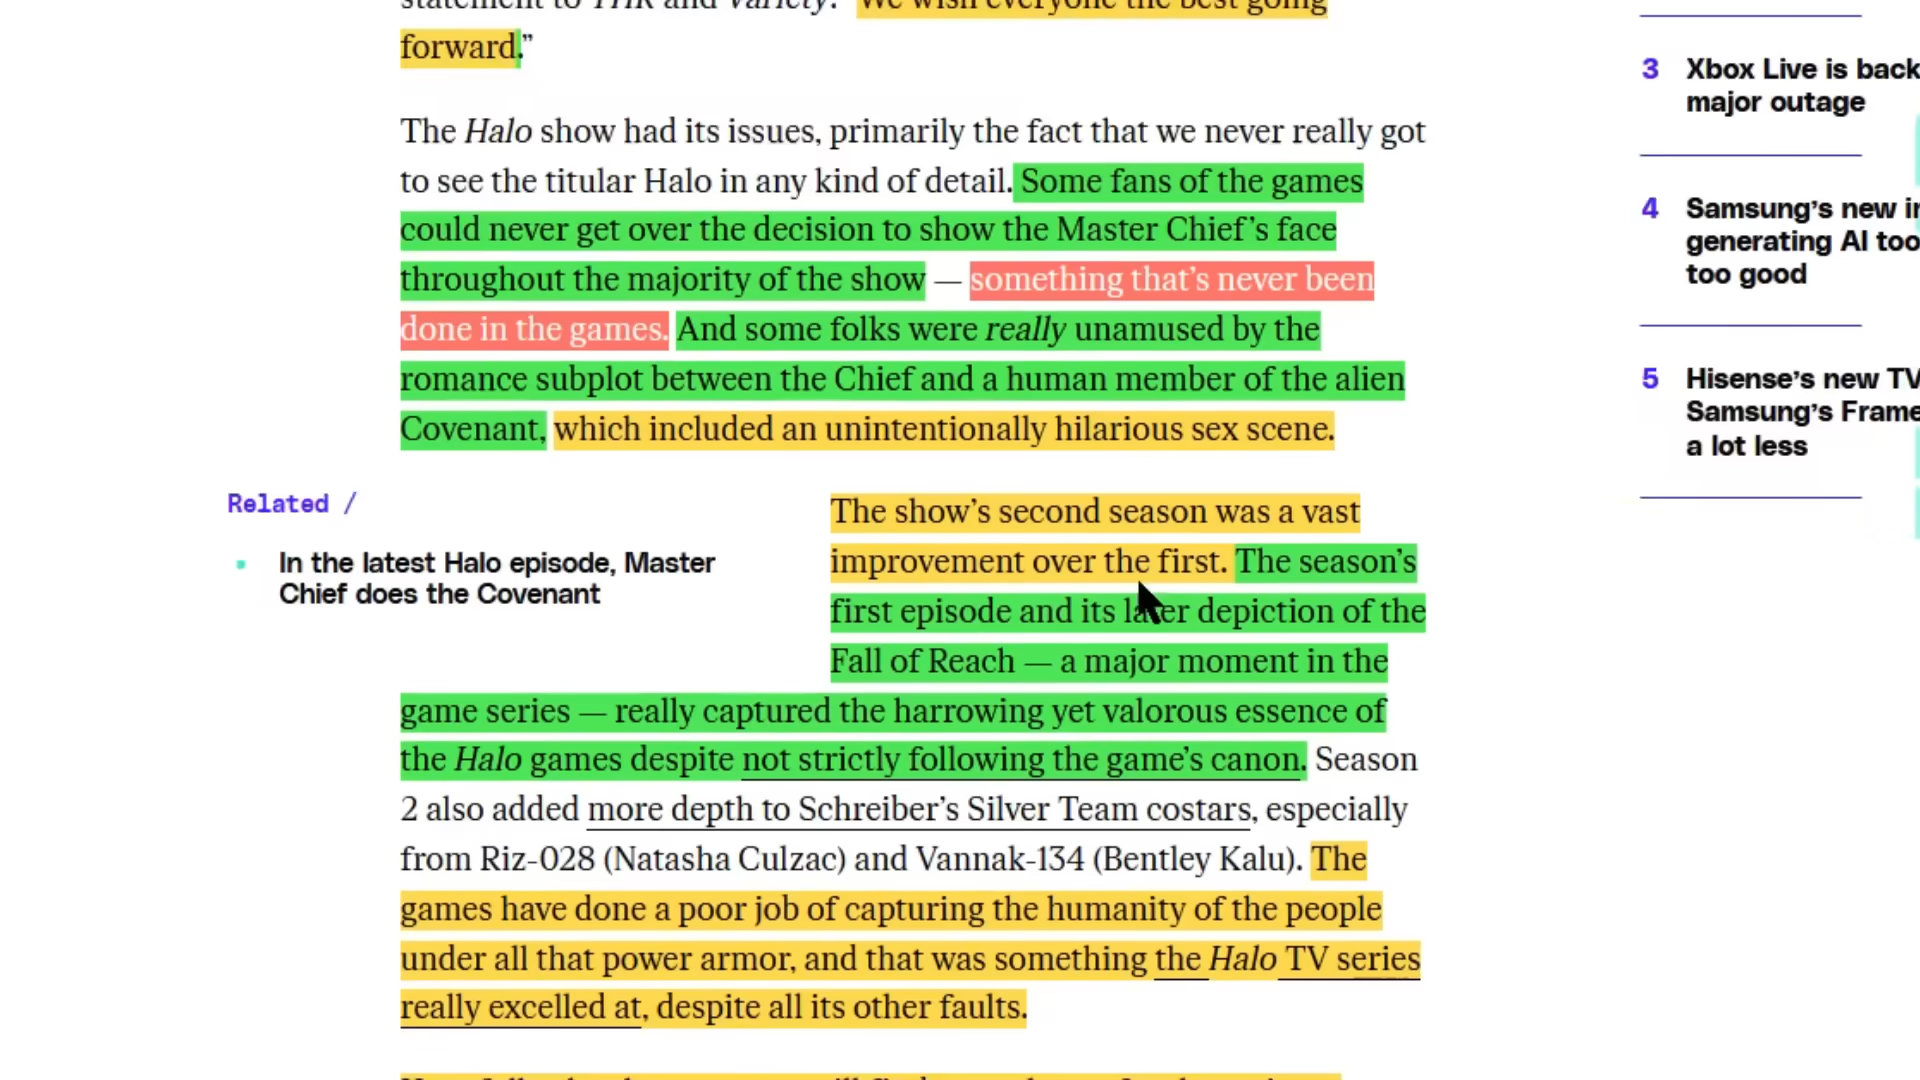 statement to THR and Variety. "We wish everyone the best going
forward."
The Halo show had its issues, primarily the fact that we never really got
to see the titular Halo in any kind of detail. Some fans of the games
could never get over the decision to show the Master Chief’s face
throughout the majority of the show — something that’s never been
done in the games. And some folks were really unamused by the
romance subplot between the Chief and a human member of the alien
Covenant, which included an unintentionally hilarious sex scene.
Related /
In the latest Halo episode, Master
Chief does the Covenant
The show’s second season was a vast
improvement over the first. The season’s
first episode and its later depiction of the
Fall of Reach — a major moment in the
game series — really captured the harrowing yet valorous essence of
the Halo games despite not strictly following the game’s canon. Season
2 also added more depth to Schreiber’s Silver Team costars, especially
from Riz-028 (Natasha Culzac) and Vannak-134 (Bentley Kalu). The
games have done a poor job of capturing the humanity of the people
under all that power armor, and that was something the Halo TV series
really excelled at, despite all its other faults.
3 Xbox Live is back
major outage
4 Samsung’s new
generating AI
too good
5 Hisense’s new TV
Samsung’s Frame
a lot less